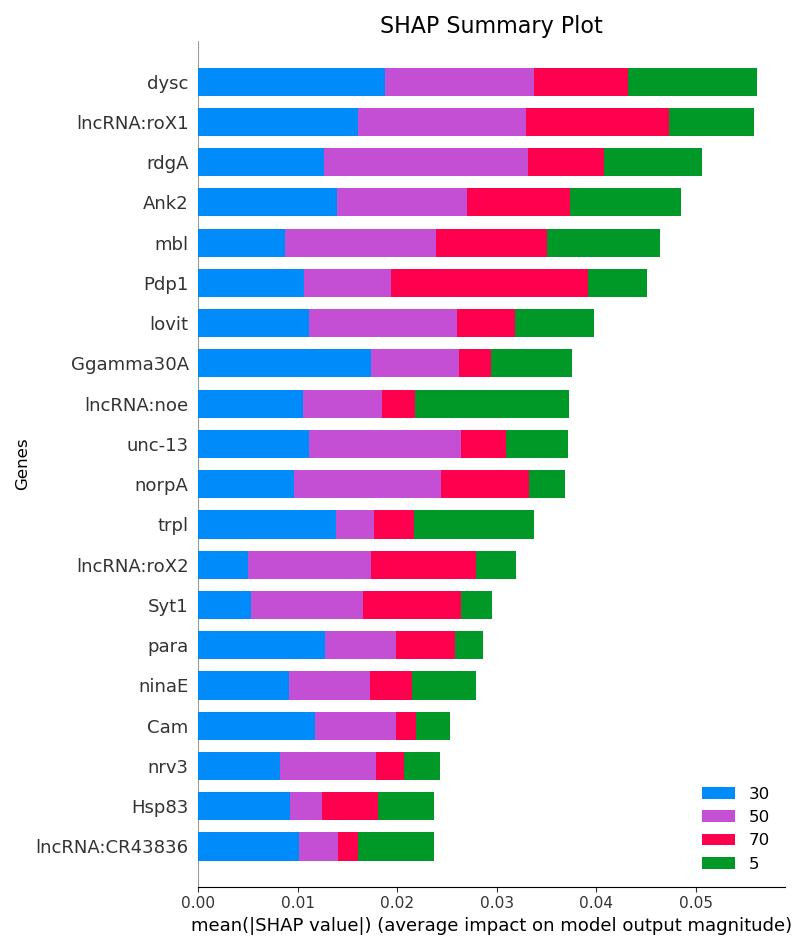 SHAP Summary Plot
dysc
lncRNA:roX1
rdgA
Ank2
mbl
Pdp1
lovit
Ggamma30A
lncRNA:noe
unc-13
norpA
trpl
lncRNA:roX2
Syt1
para
ninaE
Cam
nrv3
Hsp83
lncRNA:CR43836
Genes
30
50
70
5
0.00 0.01 0.02 0.03 0.04 0.05
mean(|SHAP value|) (average impact on model output magnitude)